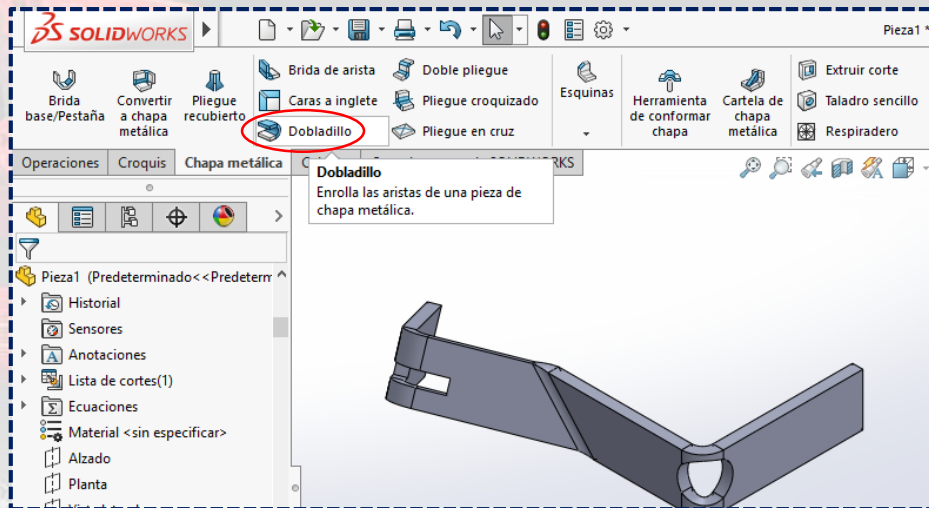 SOLIDWORKS
Pieza1 *
Brida base/Pestaña
Convertir a chapa metálica
Pliegue recubierto
Brida de arista
Caras a inglete
Dobladillo
Doble pliegue
Pliegue croquizado
Pliegue en cruz
Esquinas
Herramienta de conformar chapa
Cartela de chapa metálica
Extruir corte
Taladro sencillo
Respiradero
Operaciones
Croquis
Chapa metálica
Dobladillo
Enrolla las aristas de una pieza de
chapa metálica.
Pieza1 (Predeterminado<<Predeterm
Historial
Sensores
Anotaciones
Lista de cortes(1)
Ecuaciones
Material <sin especificar>
Alzado
Planta